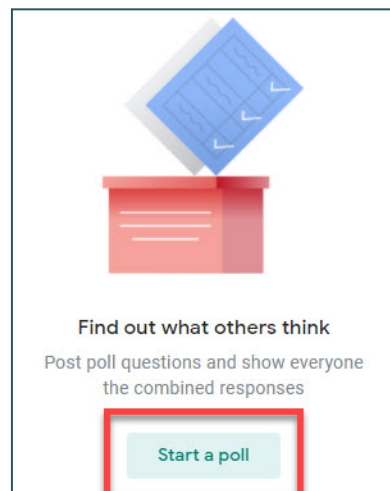 Find out what others think
Post poll questions and show everyone
the combined responses
Start a poll